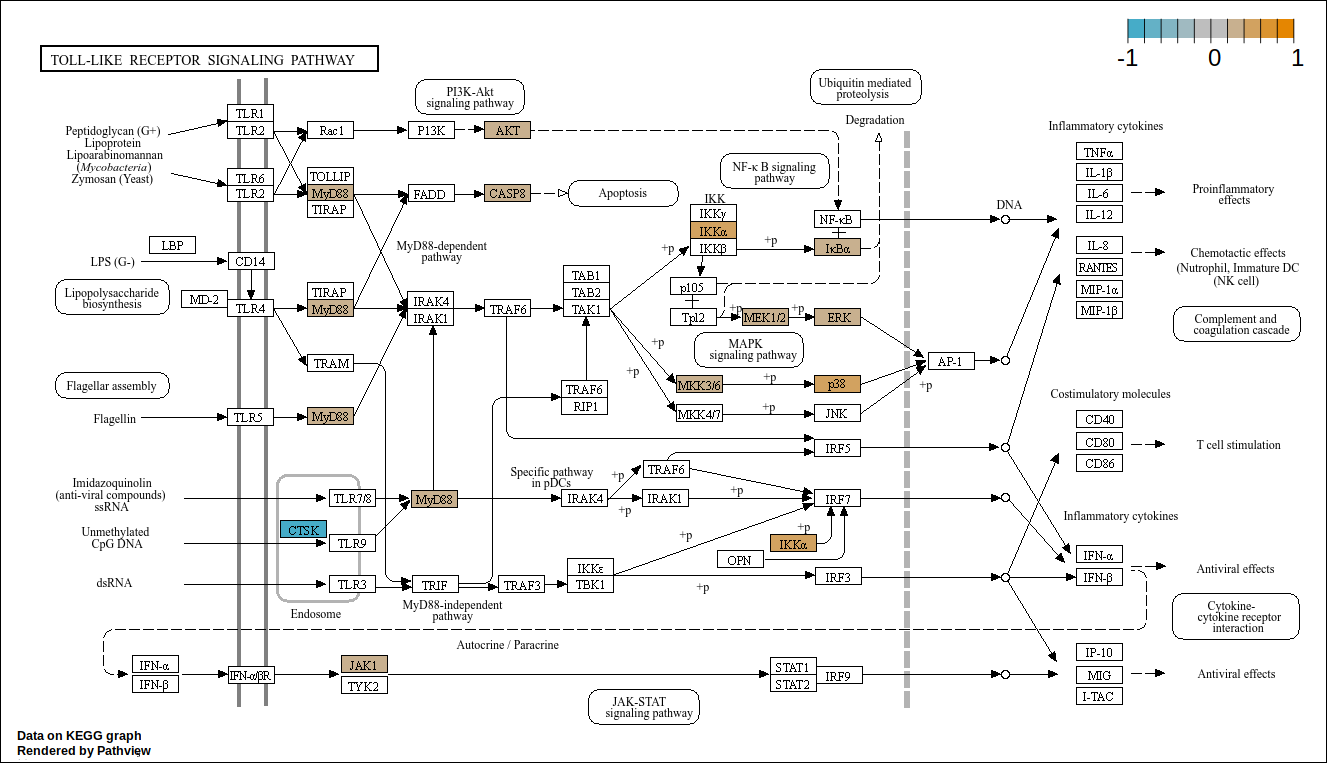 -1 0 1
TOLL-LIKE RECEPTOR SIGNALING PATHWAY
PI3K-Akt
signaling pathway
Ubiquitin mediated
proteolysis
Degradation
Peptidoglycan (G+)
Lipoprotein
Lipoarabinomannan
(Mycobacteria)
Zymosan (Yeast)
TLR1
TLR2
Rac1
P13K
AKT
TLR6
TLR2
TOLLIP
MyD88
TIRAP
FADD
CASP8
Apoptosis
NF-κ B signaling
pathway
IKK
IKKγ
IKKα
IKKβ
+p
+p
NF-κB
IκBα
DNA
Inflammatory cytokines
TNFα
IL-1β
IL-6
IL-12
Proinflammatory
effects
IL-8
RANTES
MIP-1α
MIP-1β
Chemotactic effects
(Nutrophil, Immature DC
(NK cell)
Complement and
coagulation cascade
LBP
LPS (G-)
CD14
MyD88-dependent
pathway
Lipopolysaccharide
biosynthesis
MD-2
TLR4
TIRAP
MyD88
IRAK4
IRAK1
TRAF6
TAB1
TAB2
TAK1
p105
Tpl2
+p
MEK1/2
+p
ERK
MAPK
signaling pathway
+p
+p
MKK3/6
+p
p38
MKK4/7
+p
JNK
AP-1
+p
TRAM
Flagellar assembly
Flagellin
TLR5
MyD88
TRAF6
RIP1
IRF5
Costimulatory molecules
CD40
CD80
CD86
T cell stimulation
Imidazoquinolin
(anti-viral compounds)
ssRNA
TLR7/8
MyD88
Specific pathway
in pDCs
IRAK4
+p
+p
TRAF6
IRAK1
+p
IRF7
Unmethylated
CpG DNA
CTSK
TLR9
+p
+p
IKKα
OPN
Inflammatory cytokines
IFN-α
IFN-β
Antiviral effects
dsRNA
TLR3
TRIF
TRAF3
IKKε
TBK1
+p
IRF3
Endosome
MyD88-independent
pathway
Cytokine-
cytokine receptor
interaction
Autocrine / Paracrine
IFN-α
IFN-β
IFN-α/βR
JAK1
TYK2
STAT1
STAT2
IRF9
IP-10
MIG
I-TAC
Antiviral effects
JAK-STAT
signaling pathway
Data on KEGG graph
Rendered by Pathview